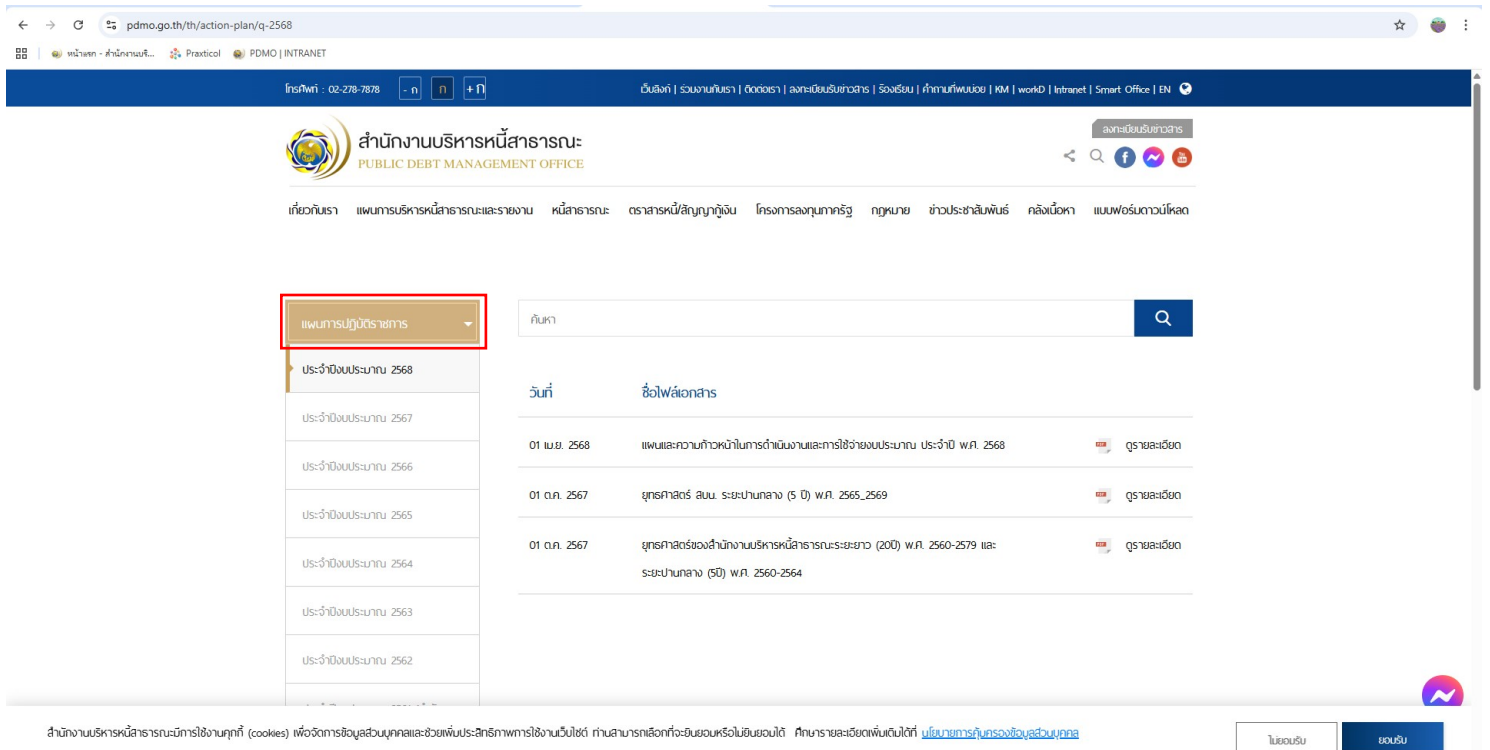 pdmo.go.th/th/action-plan/q-2568
หน้าแรก - สำนักงานบริ... Praxticol PDMO | INTRANET
โทรศัพท์ : 02-278-7878 - ก ก + ก เว็บลิงก์ | ร่วมงานกับเรา | ติดต่อเรา | ลงทะเบียนรับข่าวสาร | ร้องเรียน | คำถามที่พบบ่อย | KM | workD | Intranet | Smart Office | EN
ลงทะเบียนรับข่าวสาร
สำนักงานบริหารหนี้สาธารณะ
PUBLIC DEBT MANAGEMENT OFFICE
เกี่ยวกับเรา แผนการบริหารหนี้สาธารณะและรายงาน หนี้สาธารณะ ตราสารหนี้/สัญญากู้เงิน โครงการลงทุนภาครัฐ กฎหมาย ข่าวประชาสัมพันธ์ คลังเนื้อหา แบบฟอร์มดาวน์โหลด
แผนการปฏิบัติราชการ
ค้นหา
ประจำปีงบประมาณ 2568
ประจำปีงบประมาณ 2567
ประจำปีงบประมาณ 2566
ประจำปีงบประมาณ 2565
ประจำปีงบประมาณ 2564
ประจำปีงบประมาณ 2563
ประจำปีงบประมาณ 2562
วันที่ ชื่อไฟล์เอกสาร
01 เม.ย. 2568 แผนและความก้าวหน้าในการดำเนินงานและการใช้จ่ายงบประมาณ ประจำปี พ.ศ. 2568 ดูรายละเอียด
01 ต.ค. 2567 ยุทธศาสตร์ สบน. ระยะปานกลาง (5 ปี) พ.ศ. 2565_2569 ดูรายละเอียด
01 ต.ค. 2567 ยุทธศาสตร์ของสำนักงานบริหารหนี้สาธารณะระยะยาว (20ปี) พ.ศ. 2560-2579 และ ดูรายละเอียด
ระยะปานกลาง (5ปี) พ.ศ. 2560-2564
สำนักงานบริหารหนี้สาธารณะมีการใช้งานคุกกี้ (cookies) เพื่อจัดการข้อมูลส่วนบุคคลและช่วยเพิ่มประสิทธิภาพการใช้งานเว็บไซต์ ท่านสามารถเลือกที่จะยินยอมหรือไม่ยินยอมได้ ศึกษารายละเอียดเพิ่มเติมได้ที่ นโยบายการคุ้มครองข้อมูลส่วนบุคคล
ไม่ยอมรับ ยอมรับ